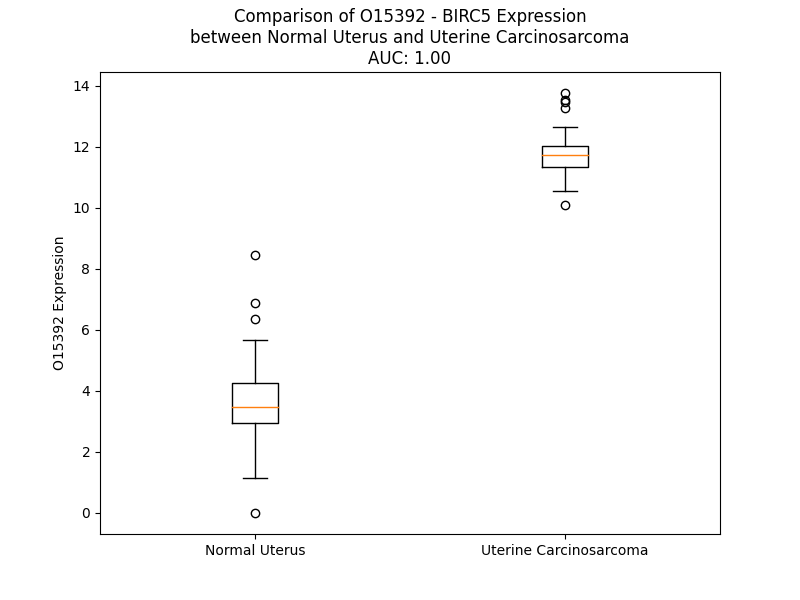 Comparison of O15392 - BIRC5 Expression
between Normal Uterus and Uterine Carcinosarcoma
AUC: 1.00
14
12
10
8
6
4
2
0
O15392 Expression
Normal Uterus
Uterine Carcinosarcoma